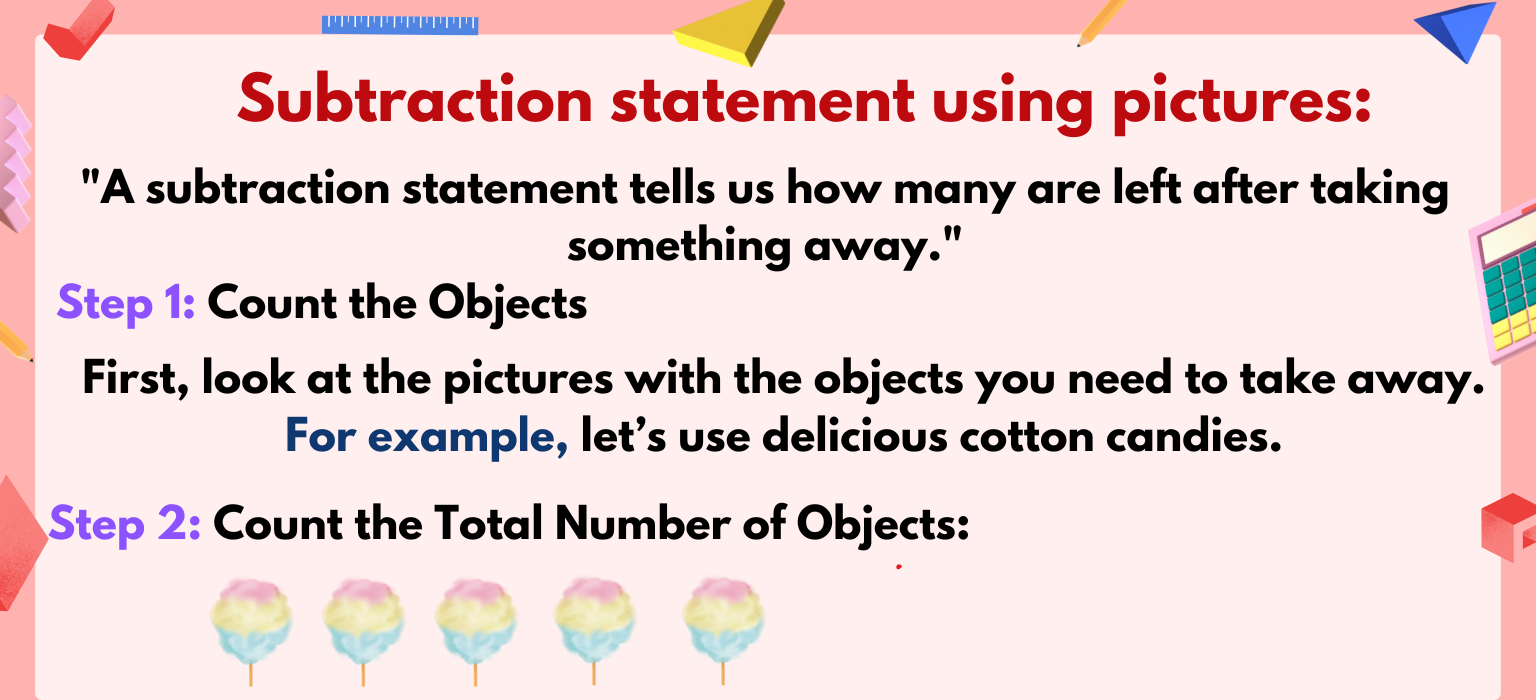 Subtraction statement using pictures:
"A subtraction statement tells us how many are left after taking
something away."
Step 1: Count the Objects
First, look at the pictures with the objects you need to take away.
For example, let’s use delicious cotton candies.
Step 2: Count the Total Number of Objects: